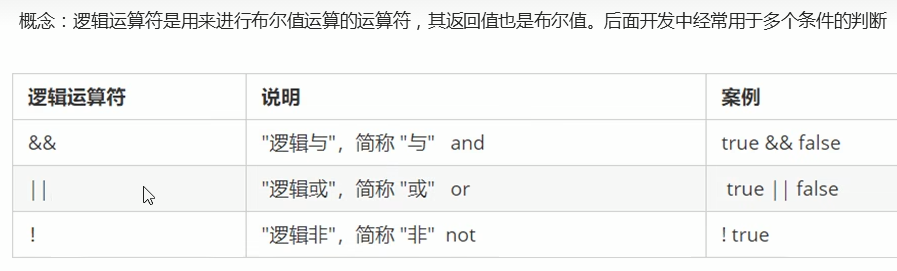 概念：逻辑运算符是用来进行布尔值运算的运算符，其返回值也是布尔值。后面开发中经常用于多个条件的判断
逻辑运算符 说明 案例
&& "逻辑与"，简称 "与" and true && false
|| "逻辑或"，简称 "或" or true || false
! "逻辑非"，简称 "非" not ! true